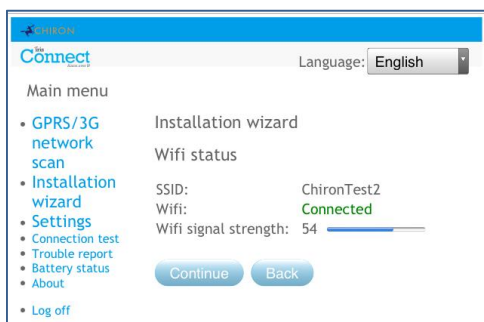 CHIRON
Connect
Language: English
Main menu
GPRS/3G
network
scan
Installation
wizard
Settings
Connection test
Trouble report
Battery status
About
Log off
Installation wizard
Wifi status
SSID: ChironTest2
Wifi: Connected
Wifi signal strength: 54
Continue Back